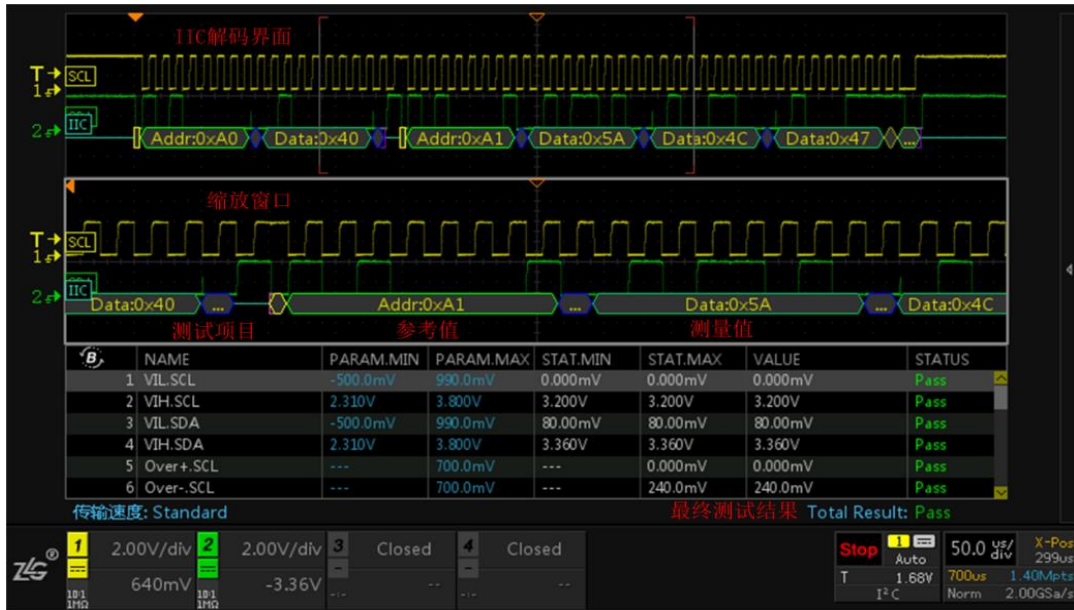 IIC解码界面
T
SCL
1
2
IIC
Addr:0xA0 Data:0x40 Addr:0xA1 Data:0x5A Data:0x4C Data:0x47 ...
缩放窗口
T
SCL
1
2
IIC
Data:0x40 ... Addr:0xA1 ... Data:0x5A ... Data:0x4C
测试项目 参考值 测量值
B NAME PARAM.MIN PARAM.MAX STAT.MIN STAT.MAX VALUE STATUS
1 VIL.SCL -500.0mV 990.0mV 0.000mV 0.000mV 0.000mV Pass
2 VIH.SCL 2.310V 3.800V 3.200V 3.200V 3.200V Pass
3 VIL.SDA -500.0mV 990.0mV 80.00mV 80.00mV 80.00mV Pass
4 VIH.SDA 2.310V 3.800V 3.360V 3.360V 3.360V Pass
5 Over+.SCL --- 700.0mV --- 0.000mV 0.000mV Pass
6 Over-.SCL --- 700.0mV --- 240.0mV 240.0mV Pass
传输速度: Standard 最终测试结果 Total Result: Pass
ZLG®
1 2.00V/div 2 2.00V/div 3 Closed 4 Closed
640mV -3.36V -- --
10:1 10:1 -:- -:-
1MΩ 1MΩ
Stop 1 Auto 50.0 us/div X-Pos 299us
T 1.68V 700us 1.40Mpts
I²C Norm 2.00GSa/s